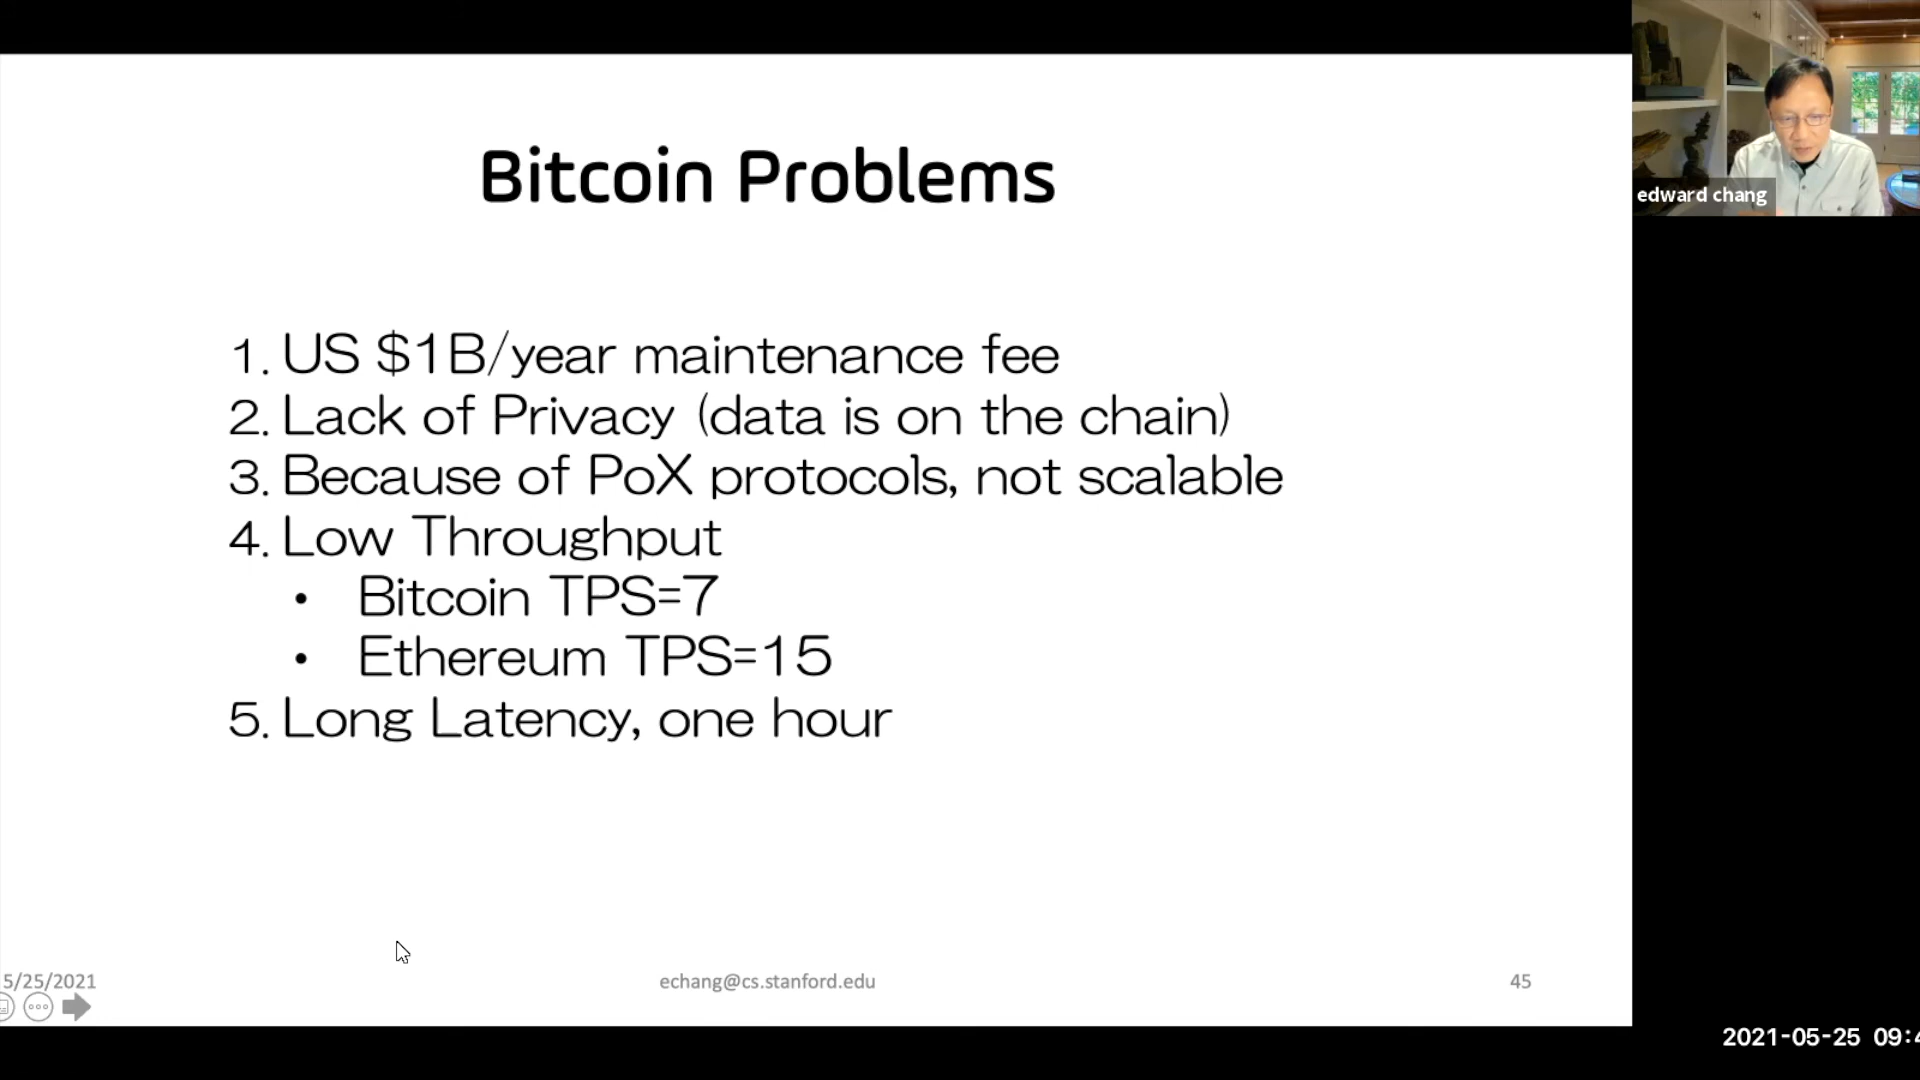 Bitcoin Problems
1. US $1B/year maintenance fee
2. Lack of Privacy (data is on the chain)
3. Because of PoX protocols, not scalable
4. Low Throughput
• Bitcoin TPS=7
• Ethereum TPS=15
5. Long Latency, one hour
5/25/2021
echang@cs.stanford.edu
45
edward chang
2021-05-25 09:4